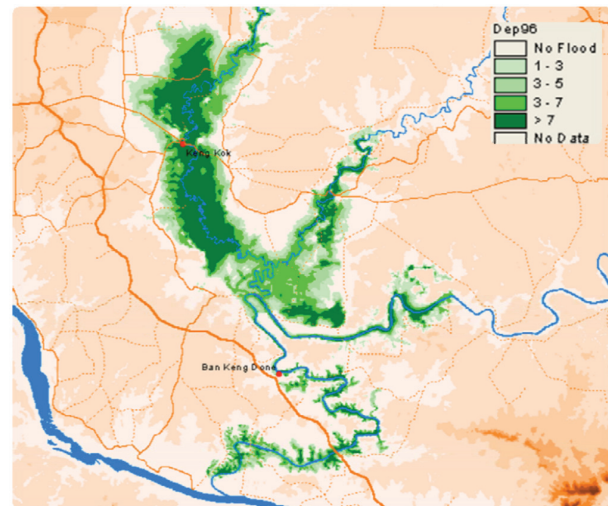 Dep96
No Flood
1 - 3
3 - 5
3 - 7
> 7
No Data
Keng Kok
Ban Keng Done